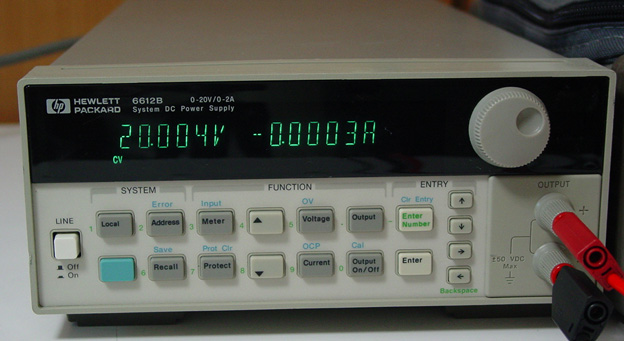 hp HEWLETT PACKARD
6612B 0-20V/0-2A
System DC Power Supply
20.004V -0.0003A
CV
SYSTEM FUNCTION ENTRY
Error Input OV Clr Entry
1 Local 2 Address 3 Meter 4 5 Voltage . Output - Enter Number
Save Prot Clr OCP Cal
6 Recall 7 Protect 8 9 Current 0 Output On/Off Enter
Backspace
LINE
Off
On
OUTPUT
+
±50 VDC
Max